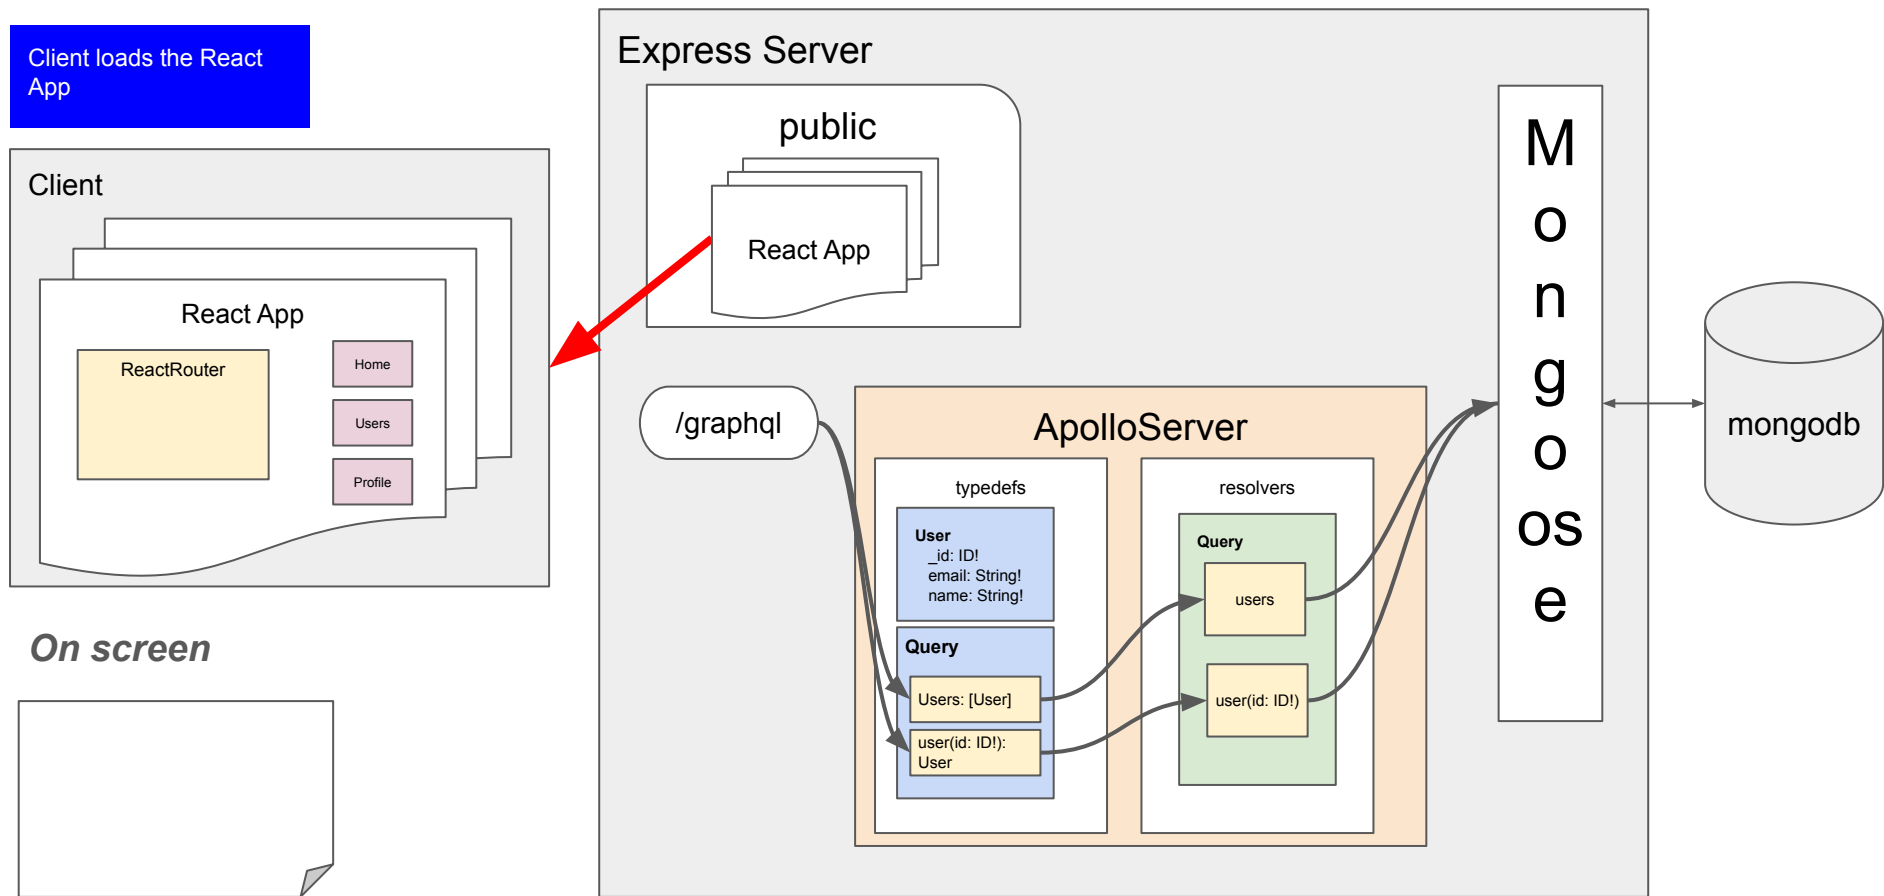 Client loads the React
App
Client
React App
ReactRouter
Home
Users
Profile
On screen
Express Server
public
React App
/graphql
ApolloServer
typedefs
User
_id: ID!
email: String!
name: String!
Query
Users: [User]
user(id: ID!):
User
resolvers
Query
users
user(id: ID!)
M
o
n
g
o
os
e
mongodb